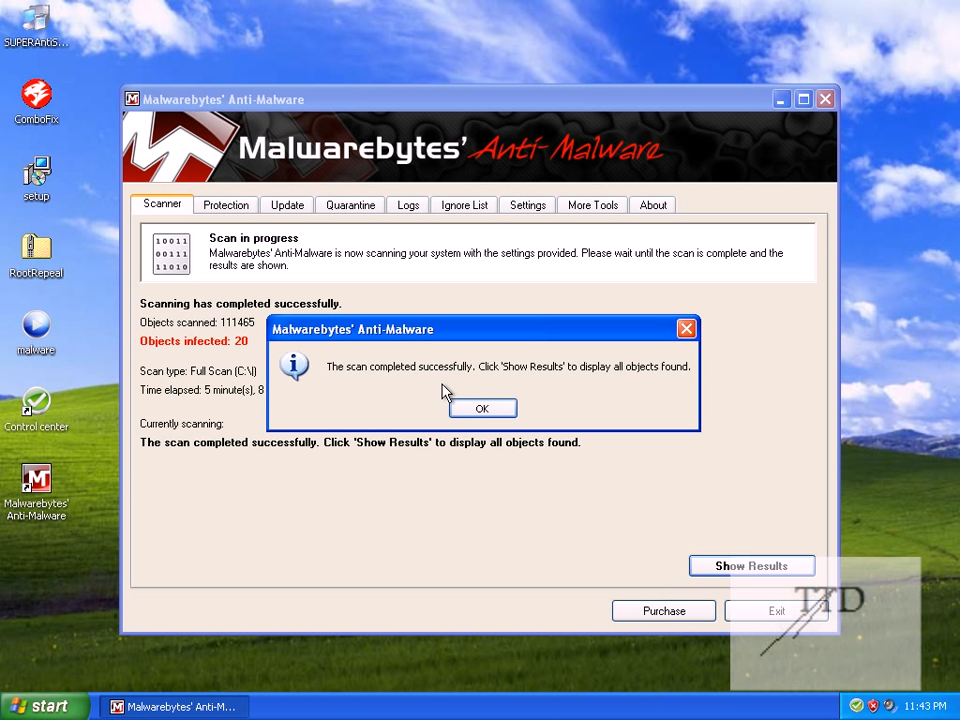 SUPERAntiS...
ComboFix
setup
RootRepeal
malware
Control center
Malwarebytes'
Anti-Malware
Malwarebytes' Anti-Malware
Malwarebytes' Anti-Malware
Scanner
Protection
Update
Quarantine
Logs
Ignore List
Settings
More Tools
About
10011
00111
11010
Scan in progress
Malwarebytes' Anti-Malware is now scanning your system with the settings provided. Please wait until the scan is complete and the
results are shown.
Scanning has completed successfully.
Objects scanned: 111465
Objects infected: 20
Scan type: Full Scan (C:\|)
Time elapsed: 5 minute(s), 8
Currently scanning:
The scan completed successfully. Click 'Show Results' to display all objects found.
Malwarebytes' Anti-Malware
The scan completed successfully. Click 'Show Results' to display all objects found.
OK
Show Results
Purchase
Exit
TTD
start
Malwarebytes' Anti-M...
11:43 PM